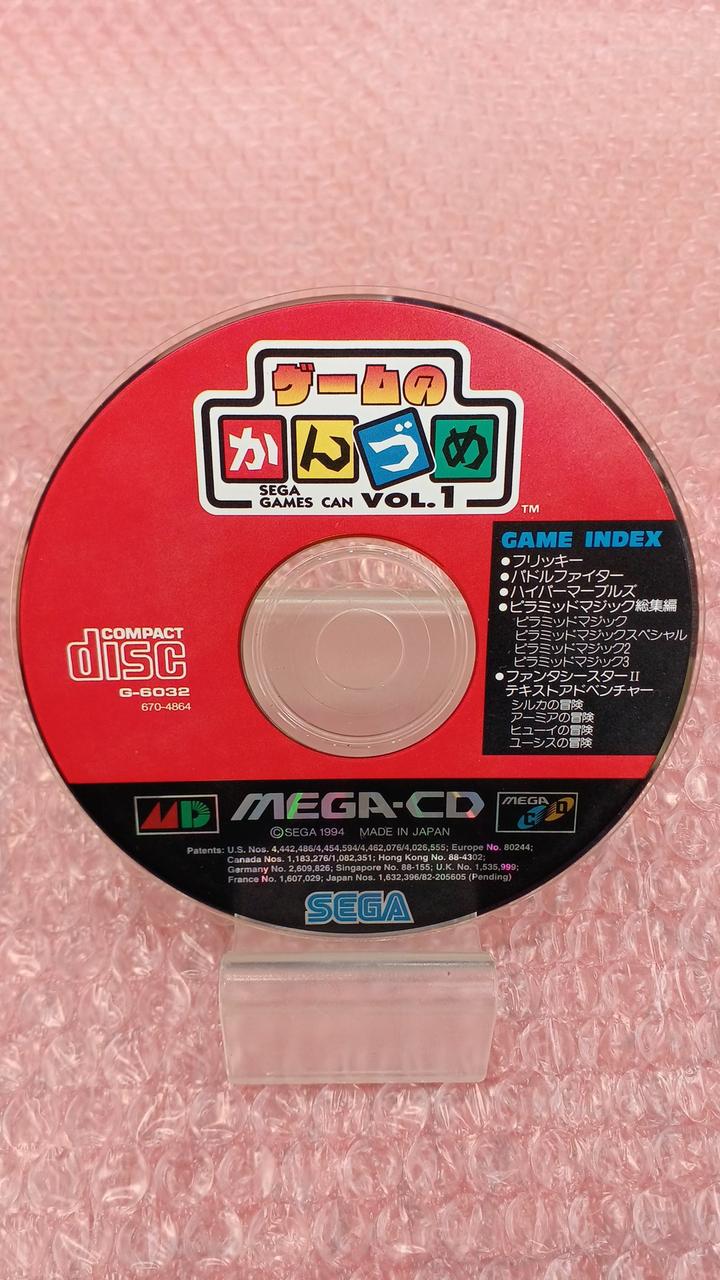 ゲームの
かんづめ
SEGA
GAMES CAN VOL.1
TM
GAME INDEX
●フリッキー
●パドルファイター
●ハイパーマーブルズ
●ピラミッドマジック総集編
ピラミッドマジック
ピラミッドマジックスペシャル
ピラミッドマジック2
ピラミッドマジック3
●ファンタシースターII
テキストアドベンチャー
シルカの冒険
アーミアの冒険
ヒューイの冒険
ユーシスの冒険
COMPACT
disc
G-6032
670-4864
MD
MEGA-CD
MEGA
CD
©SEGA 1994 MADE IN JAPAN
Patents: U.S. Nos. 4,442,486/4,454,594/4,462,076/4,026,555; Europe No. 80244;
Canada Nos. 1,183,276/1,082,351; Hong Kong No. 88-4302;
Germany No. 2,609,826; Singapore No. 88-155; U.K. No. 1,535,999;
France No. 1,607,029; Japan Nos. 1,632,396/82-205605 (Pending)
SEGA